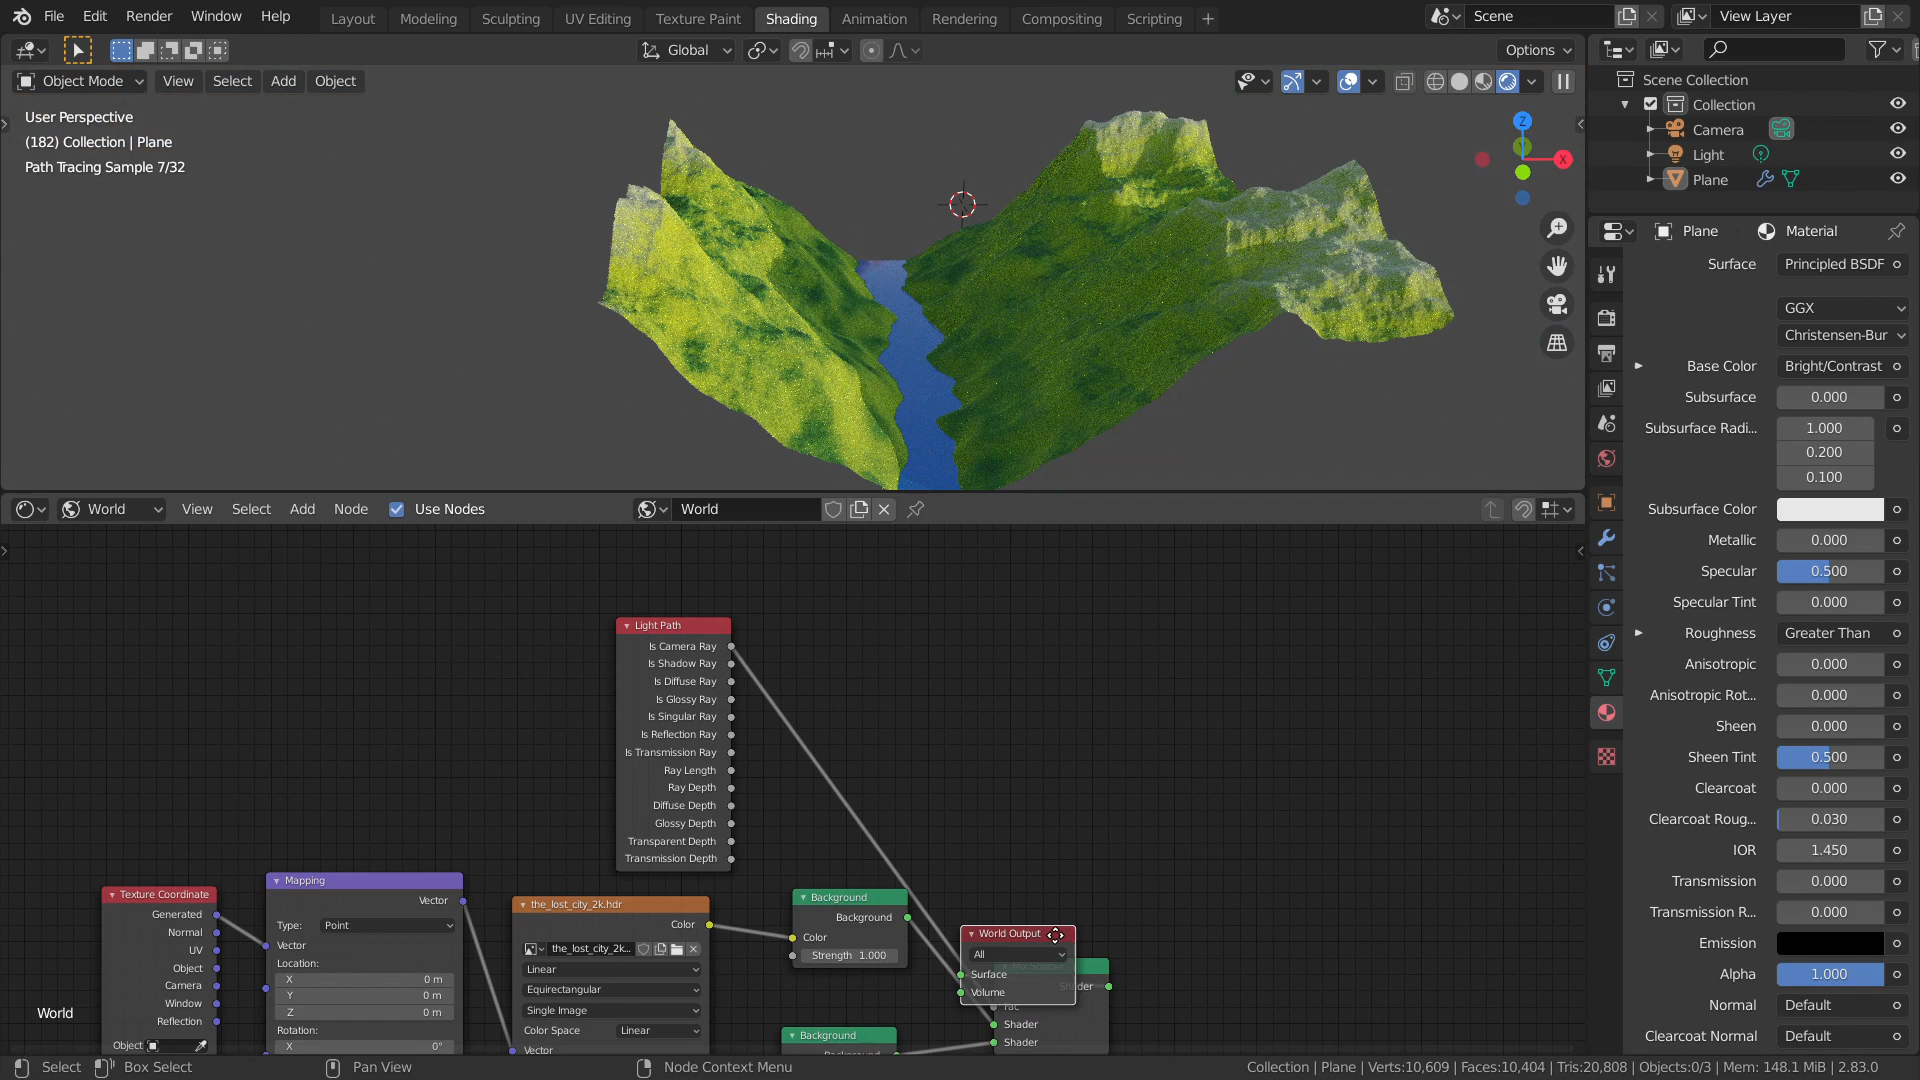 File Edit Render Window Help
Layout Modeling Sculpting UV Editing Texture Paint Shading Animation Rendering Compositing Scripting +
Scene
View Layer
Global
Options
Object Mode View Select Add Object
User Perspective
(182) Collection | Plane
Path Tracing Sample 7/32
Z
X
Scene Collection
Collection
Camera
Light
Plane
Plane Material
Surface Principled BSDF
GGX
Christensen-Bur
Base Color Bright/Contrast
Subsurface 0.000
Subsurface Radi... 1.000
0.200
0.100
Subsurface Color
Metallic 0.000
Specular 0.500
Specular Tint 0.000
Roughness Greater Than
Anisotropic 0.000
Anisotropic Rot... 0.000
Sheen 0.000
Sheen Tint 0.500
Clearcoat 0.000
Clearcoat Roug... 0.030
IOR 1.450
Transmission 0.000
Transmission R... 0.000
Emission
Alpha 1.000
Normal Default
Clearcoat Normal Default
World View Select Add Node Use Nodes World
Light Path
Is Camera Ray
Is Shadow Ray
Is Diffuse Ray
Is Glossy Ray
Is Singular Ray
Is Reflection Ray
Is Transmission Ray
Ray Length
Ray Depth
Diffuse Depth
Glossy Depth
Transparent Depth
Transmission Depth
Texture Coordinate
Generated
Normal
UV
Object
Camera
Window
Reflection
Object
Mapping
Vector
Type: Point
Vector
Location:
X 0 m
Y 0 m
Z 0 m
Rotation:
X 0°
the_lost_city_2k.hdr
Color
the_lost_city_2k...
Linear
Equirectangular
Single Image
Color Space Linear
Vector
Background
Background
Color
Strength 1.000
Background
World Output
All
Surface
Volume
Shader
Shader
World
Select Box Select Pan View Node Context Menu
Collection | Plane | Verts:10,609 | Faces:10,404 | Tris:20,808 | Objects:0/3 | Mem: 148.1 MiB | 2.83.0